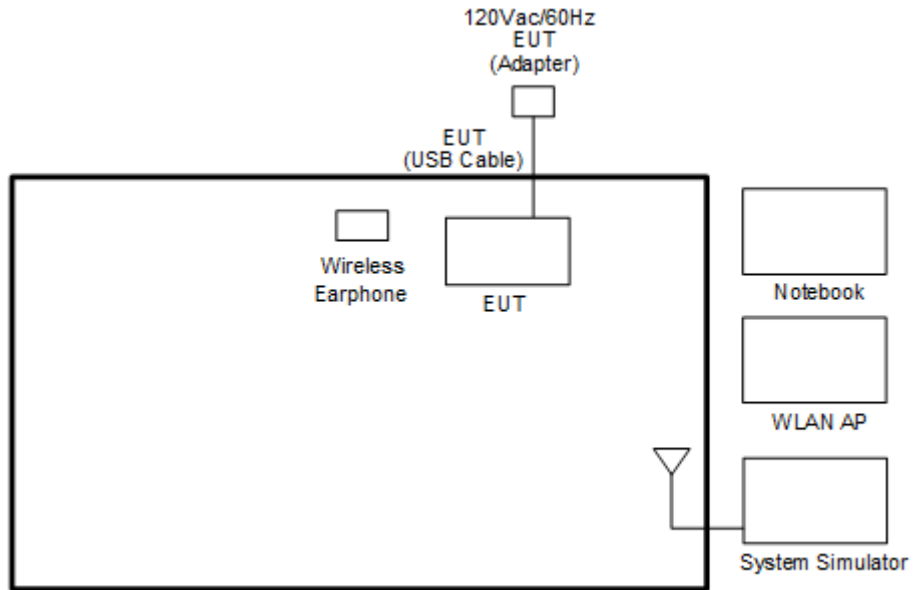 120Vac/60Hz
EUT
(Adapter)
EUT
(USB Cable)
Wireless
Earphone
EUT
Notebook
WLAN AP
System Simulator